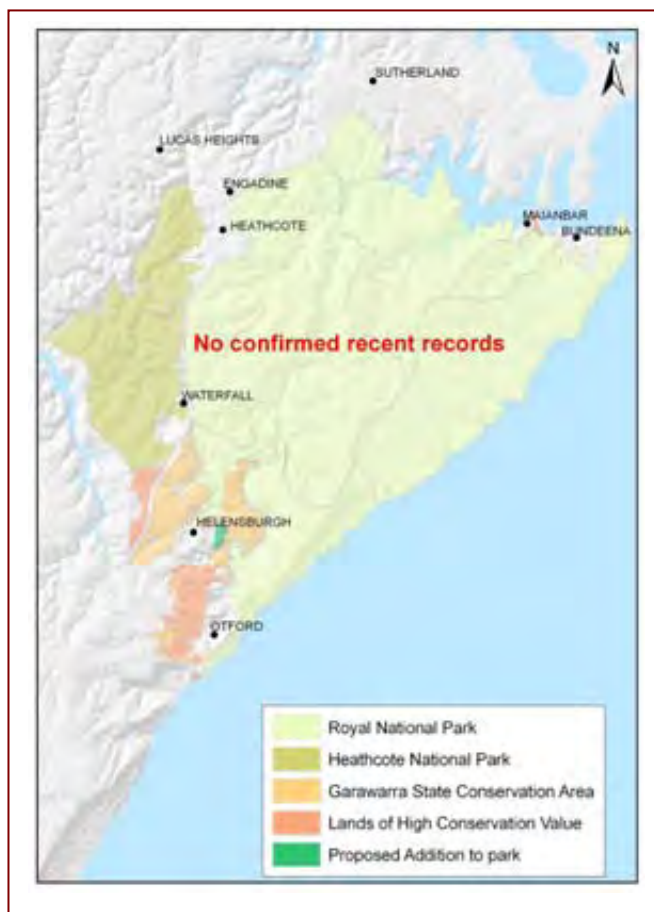 N
SUTHERLAND
LUCAS HEIGHTS
ENGADINE
HEATHCOTE
MAIANBAR
BUNDEENA
No confirmed recent records
WATERFALL
HELENSBURGH
OTFORD
Royal National Park
Heathcote National Park
Garawarra State Conservation Area
Lands of High Conservation Value
Proposed Addition to park